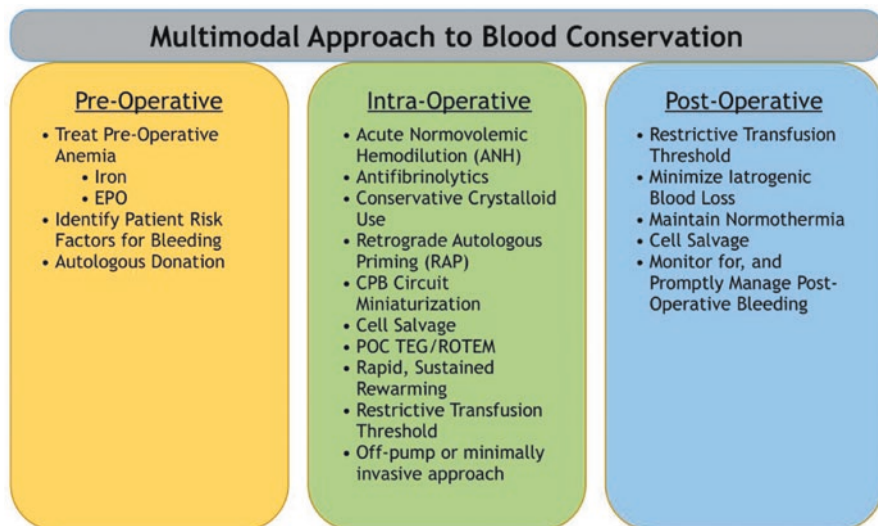 Multimodal Approach to Blood Conservation
Pre-Operative
• Treat Pre-Operative
Anemia
• Iron
• EPO
• Identify Patient Risk
Factors for Bleeding
• Autologous Donation
Intra-Operative
• Acute Normovolemic
Hemodilution (ANH)
• Antifibrinolytics
• Conservative Crystalloid
Use
• Retrograde Autologous
Priming (RAP)
• CPB Circuit
Miniaturization
• Cell Salvage
• POC TEG/ROTEM
• Rapid, Sustained
Rewarming
• Restrictive Transfusion
Threshold
• Off-pump or minimally
invasive approach
Post-Operative
• Restrictive Transfusion
Threshold
• Minimize Iatrogenic
Blood Loss
• Maintain Normothermia
• Cell Salvage
• Monitor for, and
Promptly Manage Post-
Operative Bleeding